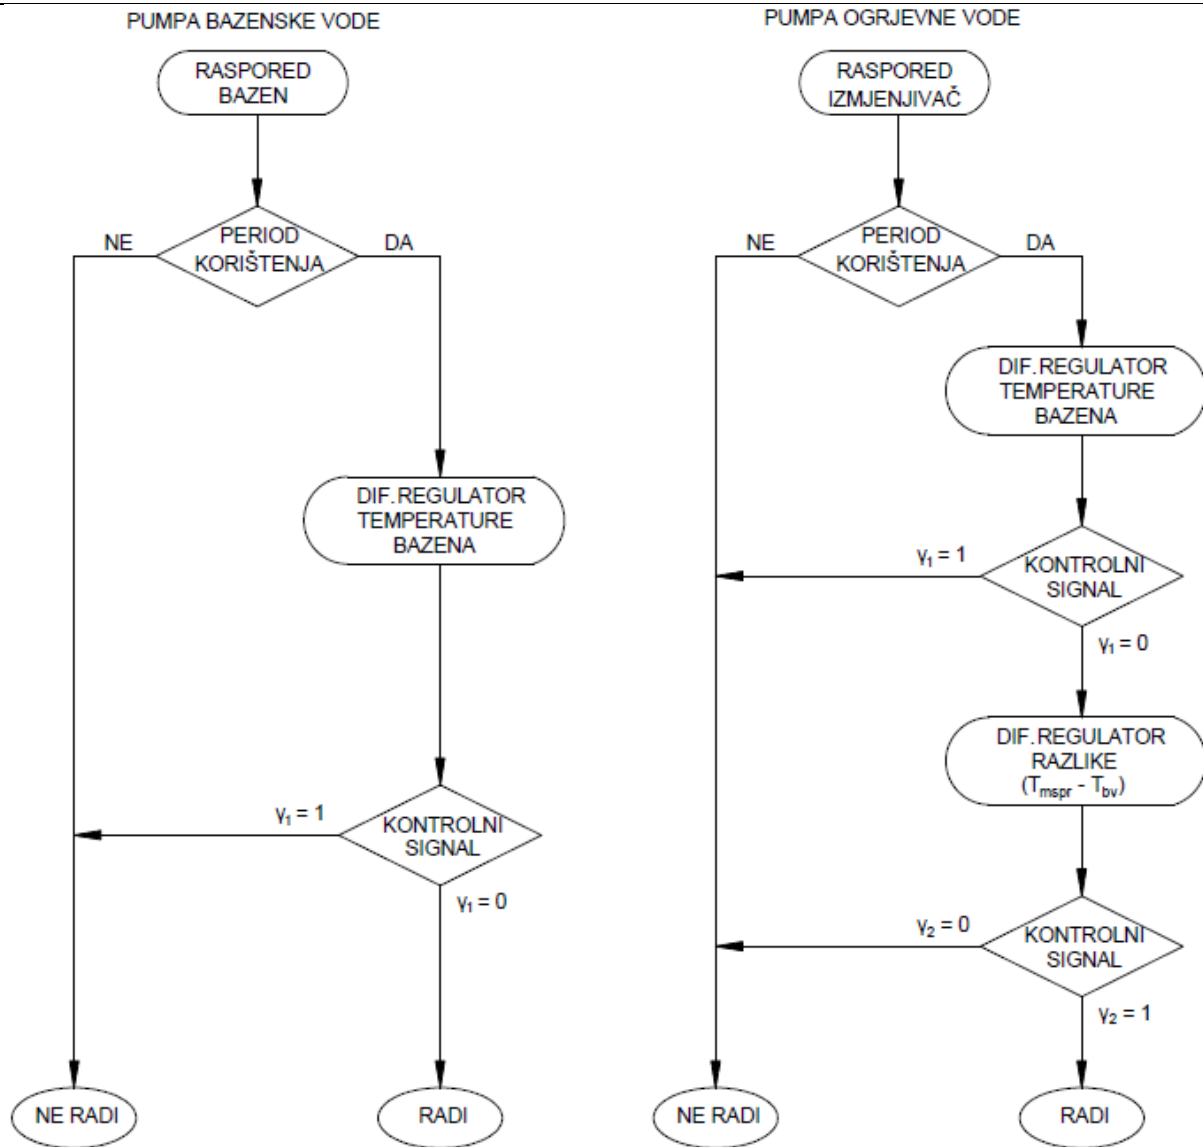 PUMPA BAZENSKE VODE
RASPORED
BAZEN
PERIOD
KORIŠTENJA
NE
DA
DIF.REGULATOR
TEMPERATURE
BAZENA
γ₁ = 1
KONTROLNI
SIGNAL
γ₁ = 0
NE RADI
RADI
PUMPA OGRJEVNE VODE
RASPORED
IZMJENJIVAČ
PERIOD
KORIŠTENJA
NE
DA
DIF.REGULATOR
TEMPERATURE
BAZENA
γ₁ = 1
KONTROLNI
SIGNAL
γ₁ = 0
DIF.REGULATOR
RAZLIKE
(Tmspr - Tbv)
γ₂ = 0
KONTROLNI
SIGNAL
γ₂ = 1
NE RADI
RADI